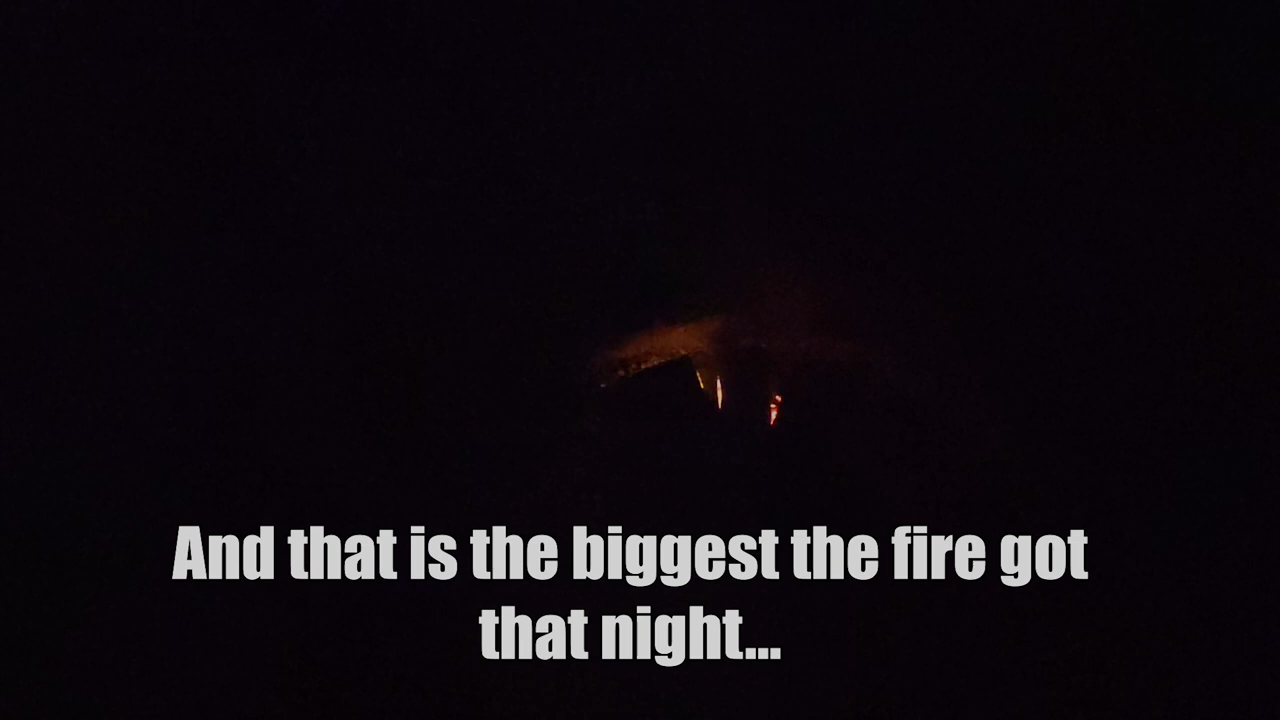 And that is the biggest the fire got
that night...